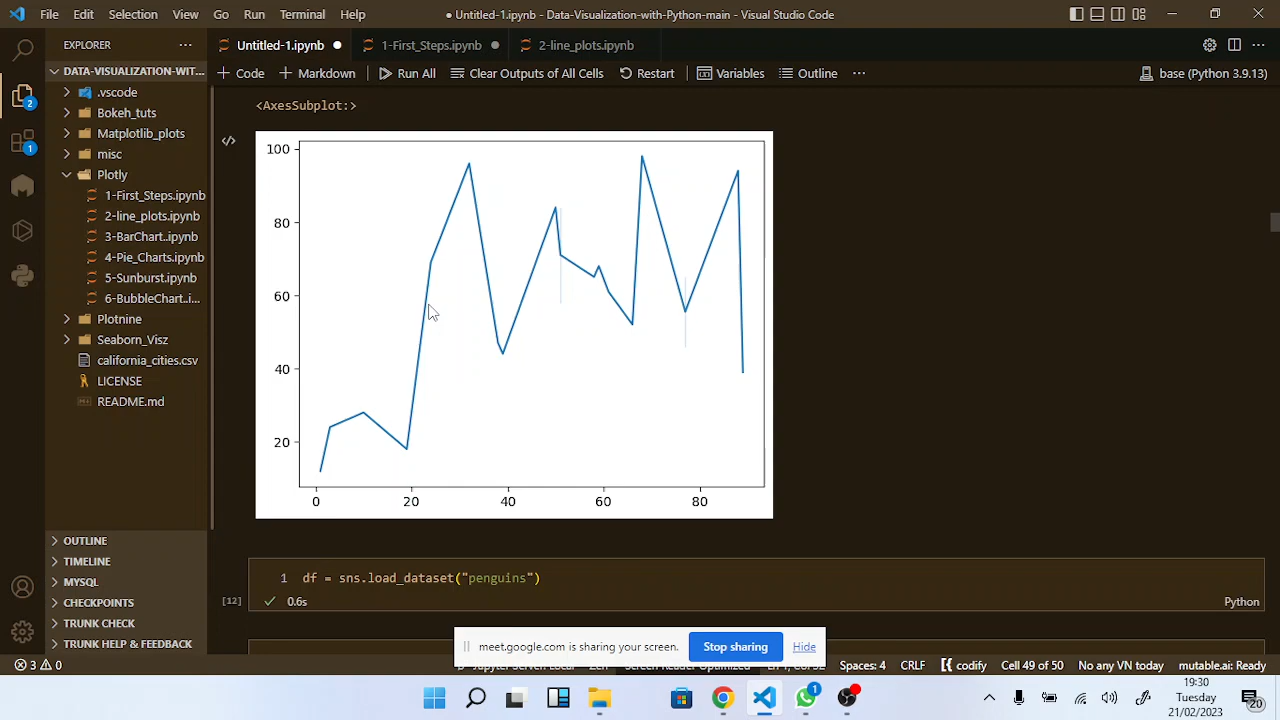 File Edit Selection View Go Run Terminal Help
● Untitled-1.ipynb - Data-Visualization-with-Python-main - Visual Studio Code
EXPLORER
Untitled-1.ipynb
1-First_Steps.ipynb
2-line_plots.ipynb
DATA-VISUALIZATION-WIT...
Code Markdown Run All Clear Outputs of All Cells Restart Variables Outline ...
base (Python 3.9.13)
.vscode
Bokeh_tuts
Matplotlib_plots
misc
Plotly
1-First_Steps.ipynb
2-line_plots.ipynb
3-BarChart..ipynb
4-Pie_Charts.ipynb
5-Sunburst.ipynb
6-BubbleChart..i...
Plotnine
Seaborn_Visz
california_cities.csv
LICENSE
README.md
OUTLINE
TIMELINE
MYSQL
CHECKPOINTS
TRUNK CHECK
TRUNK HELP & FEEDBACK
2
1
<AxesSubplot:>
100
80
60
40
20
0 20 40 60 80
1 df = sns.load_dataset("penguins")
[12] 0.6s
Python
meet.google.com is sharing your screen. Stop sharing Hide
3 0
Spaces: 4 CRLF codify Cell 49 of 50 No any VN today mutable.ai: Ready
1
19:30
Tuesday
21/02/2023
20